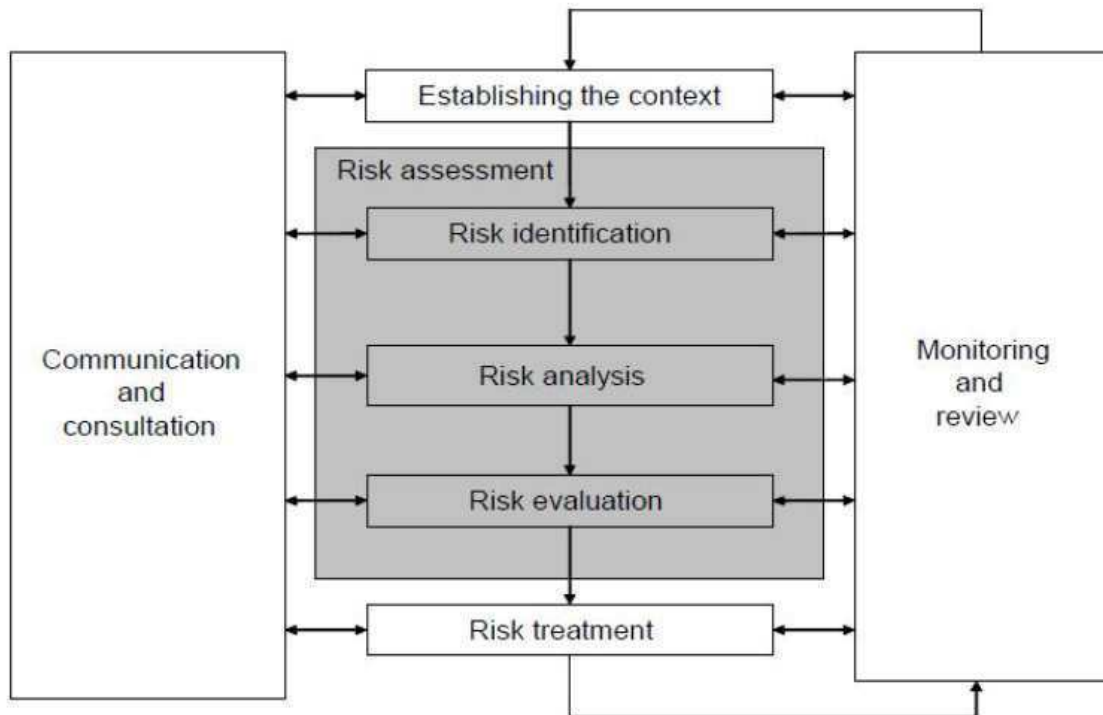 Establishing the context
Risk assessment
Risk identification
Communication
and
consultation
Risk analysis
Monitoring
and
review
Risk evaluation
Risk treatment